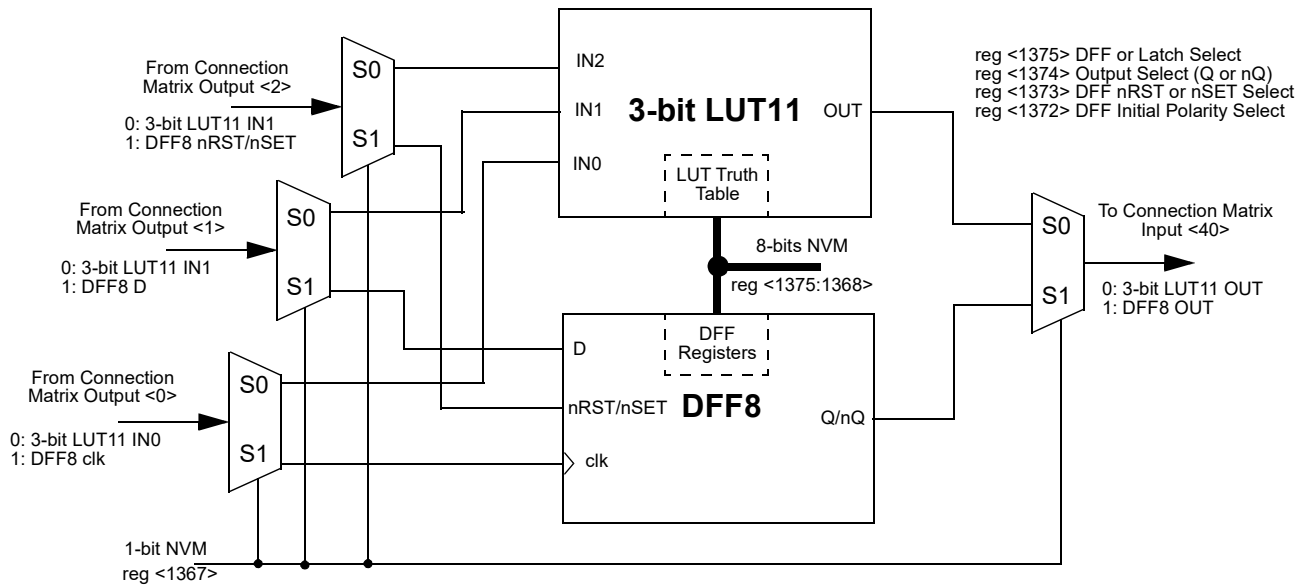 From Connection
Matrix Output <2>
0: 3-bit LUT11 IN1
1: DFF8 nRST/nSET
S0
S1
IN2
IN1
IN0
3-bit LUT11
OUT
LUT Truth
Table
reg <1375> DFF or Latch Select
reg <1374> Output Select (Q or nQ)
reg <1373> DFF nRST or nSET Select
reg <1372> DFF Initial Polarity Select
From Connection
Matrix Output <1>
0: 3-bit LUT11 IN1
1: DFF8 D
S0
S1
8-bits NVM
reg <1375:1368>
S0
S1
To Connection Matrix
Input <40>
0: 3-bit LUT11 OUT
1: DFF8 OUT
From Connection
Matrix Output <0>
0: 3-bit LUT11 IN0
1: DFF8 clk
S0
S1
D
nRST/nSET
clk
DFF
Registers
DFF8
Q/nQ
1-bit NVM
reg <1367>